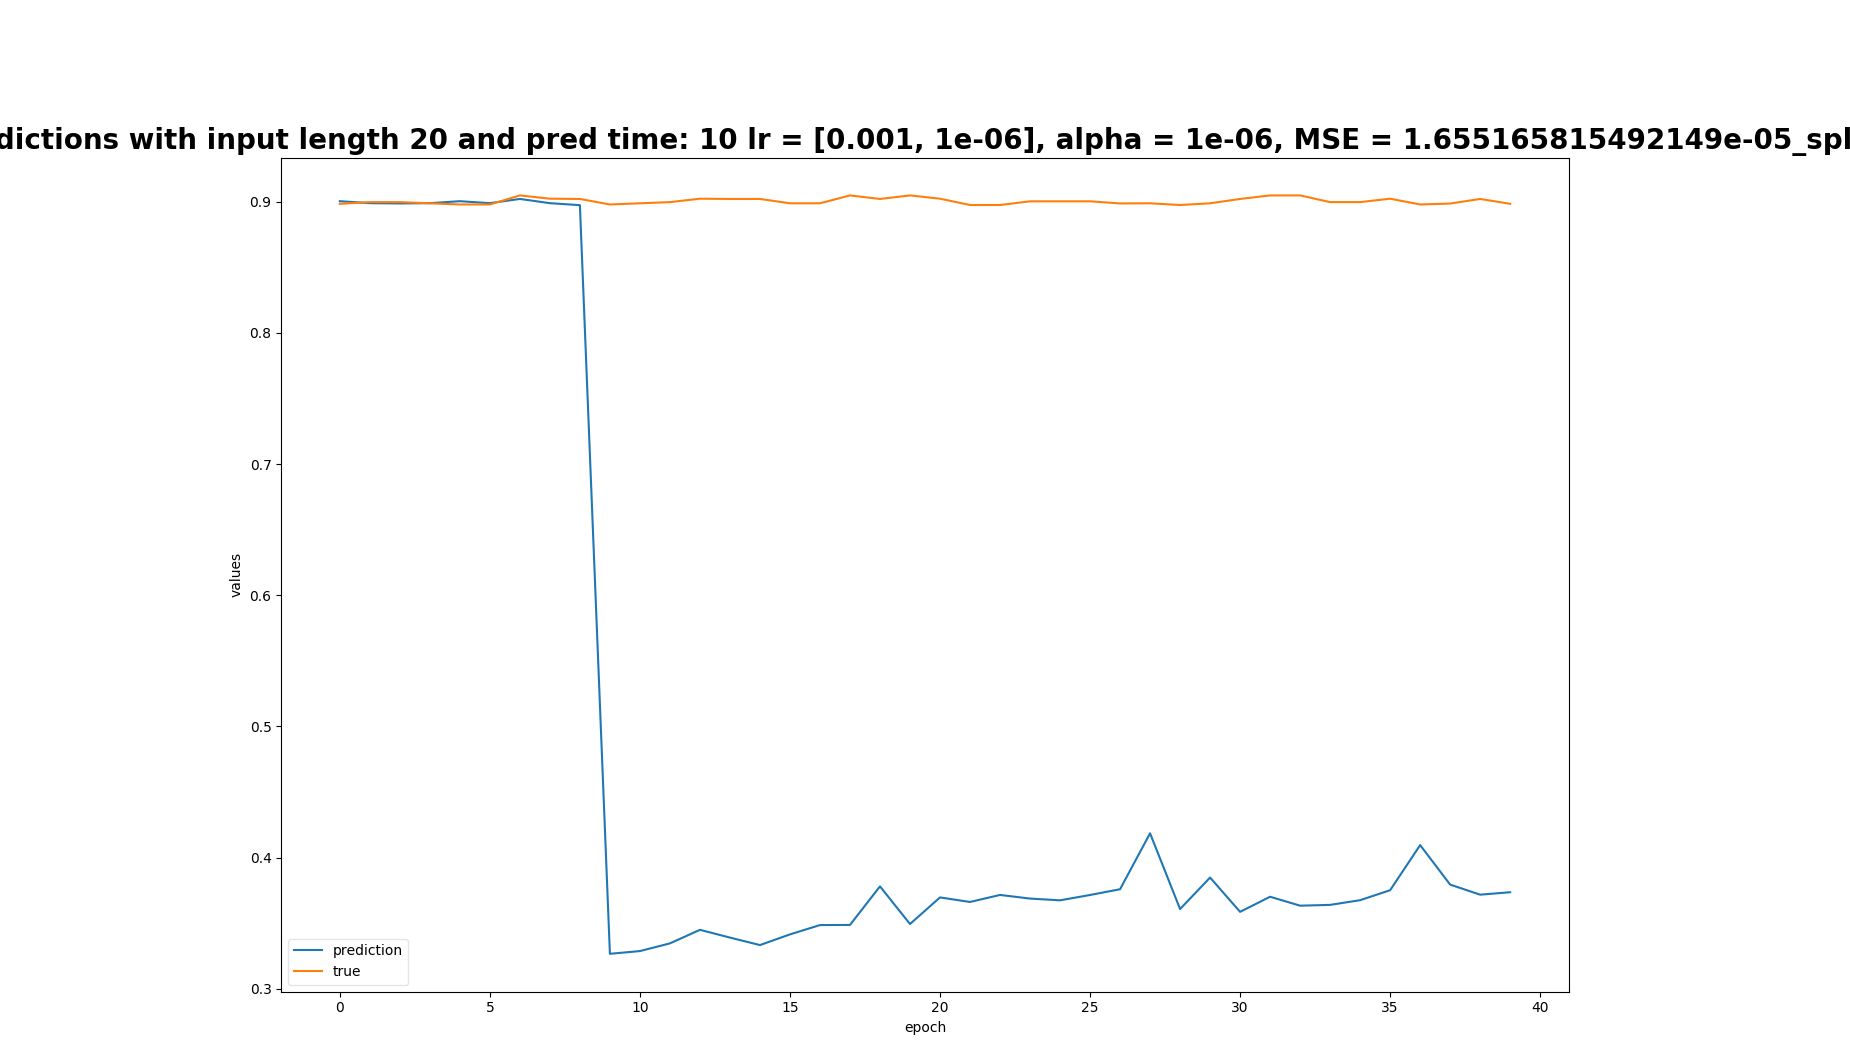 dictions with input length 20 and pred time: 10 lr = [0.001, 1e-06], alpha = 1e-06, MSE = 1.655165815492149e-05_spl
0.9
0.8
0.7
0.6
0.5
0.4
0.3
values
prediction
true
0 5 10 15 20 25 30 35 40
epoch